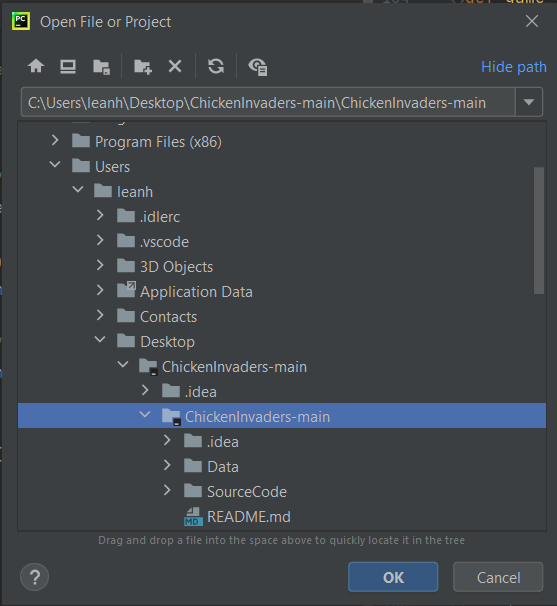 PC
Open File or Project
Hide path
C:\Users\leanh\Desktop\ChickenInvaders-main\ChickenInvaders-main
Program Files (x86)
Users
leanh
.idlerc
.vscode
3D Objects
Application Data
Contacts
Desktop
ChickenInvaders-main
.idea
ChickenInvaders-main
.idea
Data
SourceCode
MD README.md
Drag and drop a file into the space above to quickly locate it in the tree
? OK Cancel